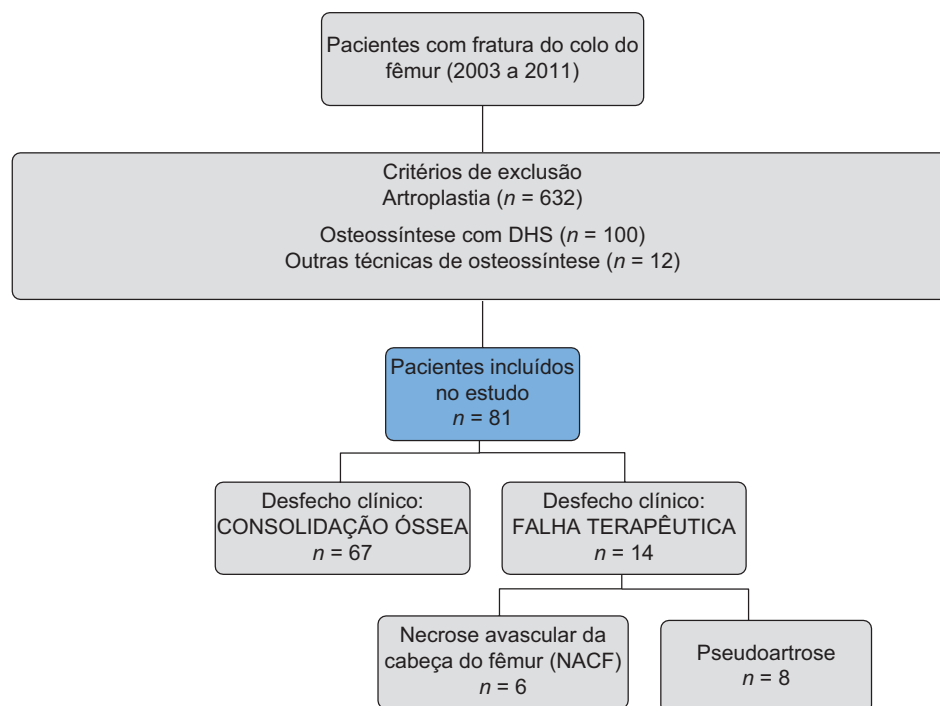 Pacientes com fratura do colo do
fêmur (2003 a 2011)
Critérios de exclusão
Artroplastia (n = 632)
Osteossíntese com DHS (n = 100)
Outras técnicas de osteossíntese (n = 12)
Pacientes incluídos
no estudo
n = 81
Desfecho clínico:
CONSOLIDAÇÃO ÓSSEA
n = 67
Desfecho clínico:
FALHA TERAPÊUTICA
n = 14
Necrose avascular da
cabeça do fêmur (NACF)
n = 6
Pseudoartrose
n = 8